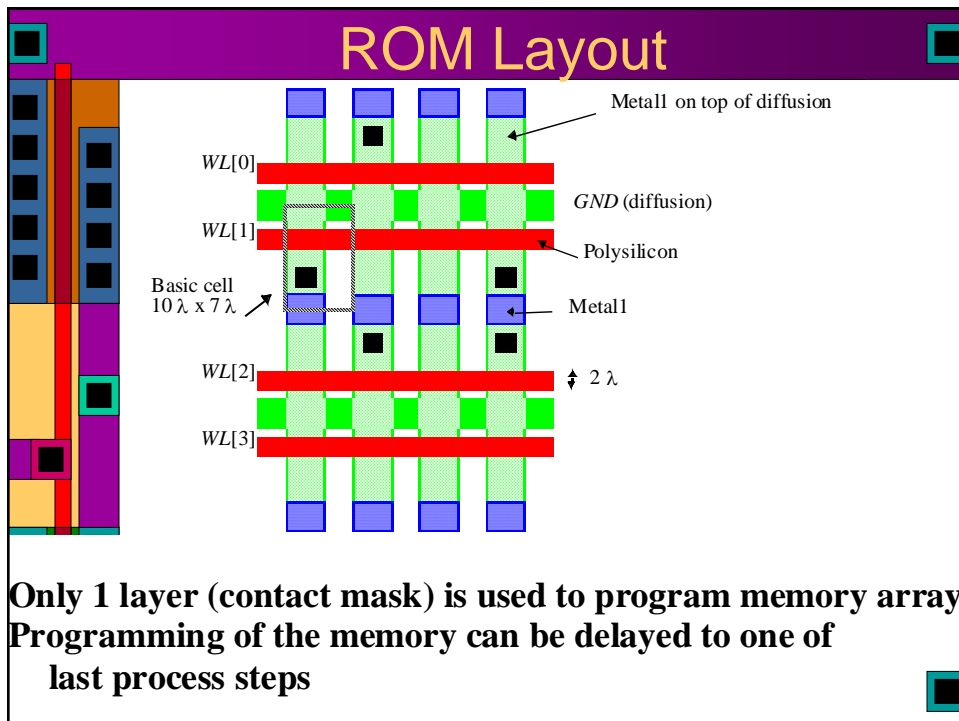 ROM Layout
Metal1 on top of diffusion
WL[0]
GND (diffusion)
WL[1]
Polysilicon
Basic cell
10 λ x 7 λ
Metal1
WL[2]
2 λ
WL[3]
Only 1 layer (contact mask) is used to program memory array
Programming of the memory can be delayed to one of
last process steps